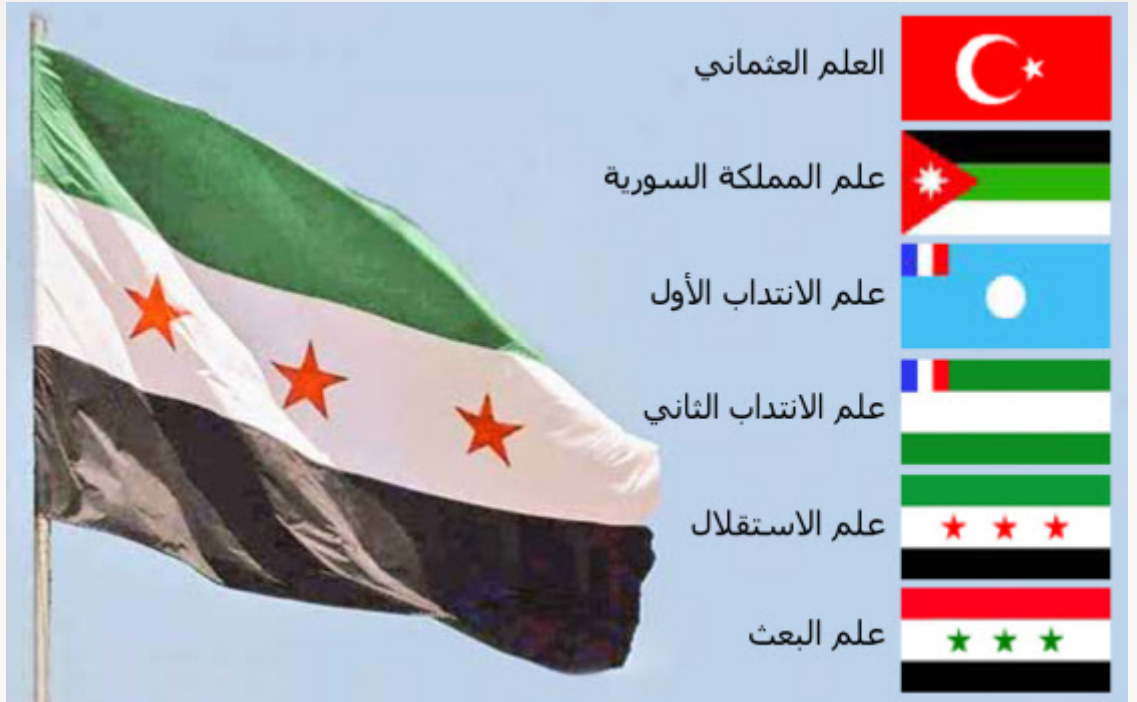 العلم العثماني
علم المملكة السورية
علم الانتداب الأول
علم الانتداب الثاني
علم الاستقلال
علم البعث